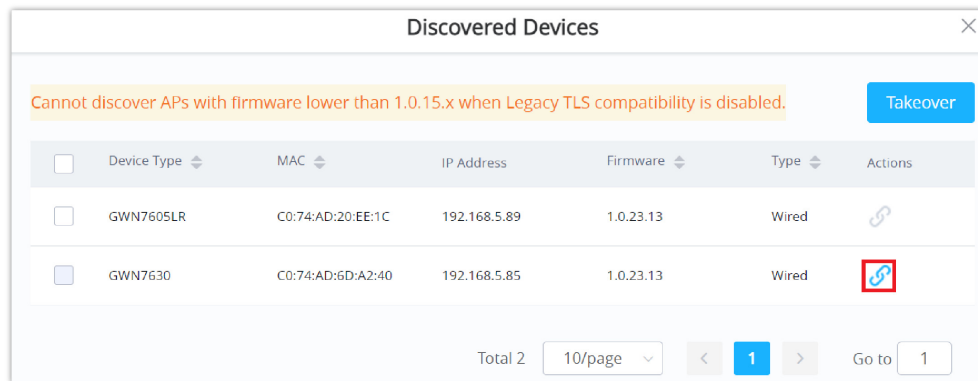 Discovered Devices
Cannot discover APs with firmware lower than 1.0.15.x when Legacy TLS compatibility is disabled.
Takeover
Device Type MAC IP Address Firmware Type Actions
GWN7605LR C0:74:AD:20:EE:1C 192.168.5.89 1.0.23.13 Wired
GWN7630 C0:74:AD:6D:A2:40 192.168.5.85 1.0.23.13 Wired
Total 2 10/page < 1 > Go to 1